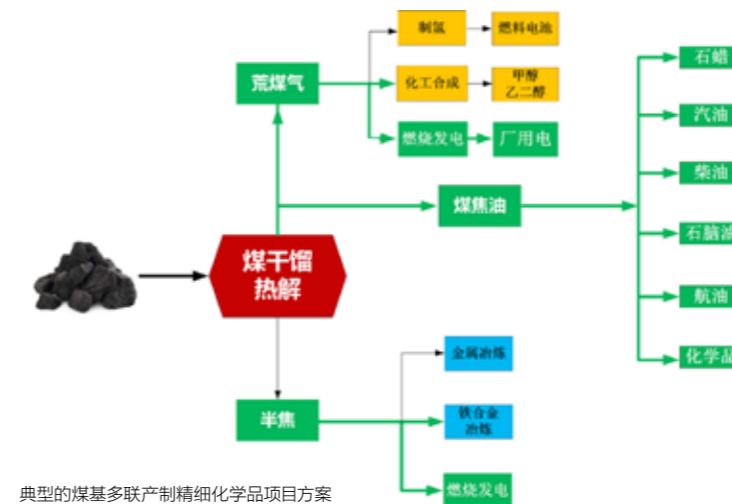 制氢
燃料电池
荒煤气
化工合成
甲醇
乙二醇
燃烧发电
厂用电
石蜡
汽油
柴油
石脑油
航油
化学品
煤焦油
煤干馏
热解
半焦
金属冶炼
铁合金
冶炼
燃烧发电
典型的煤基多联产制精细化学品项目方案